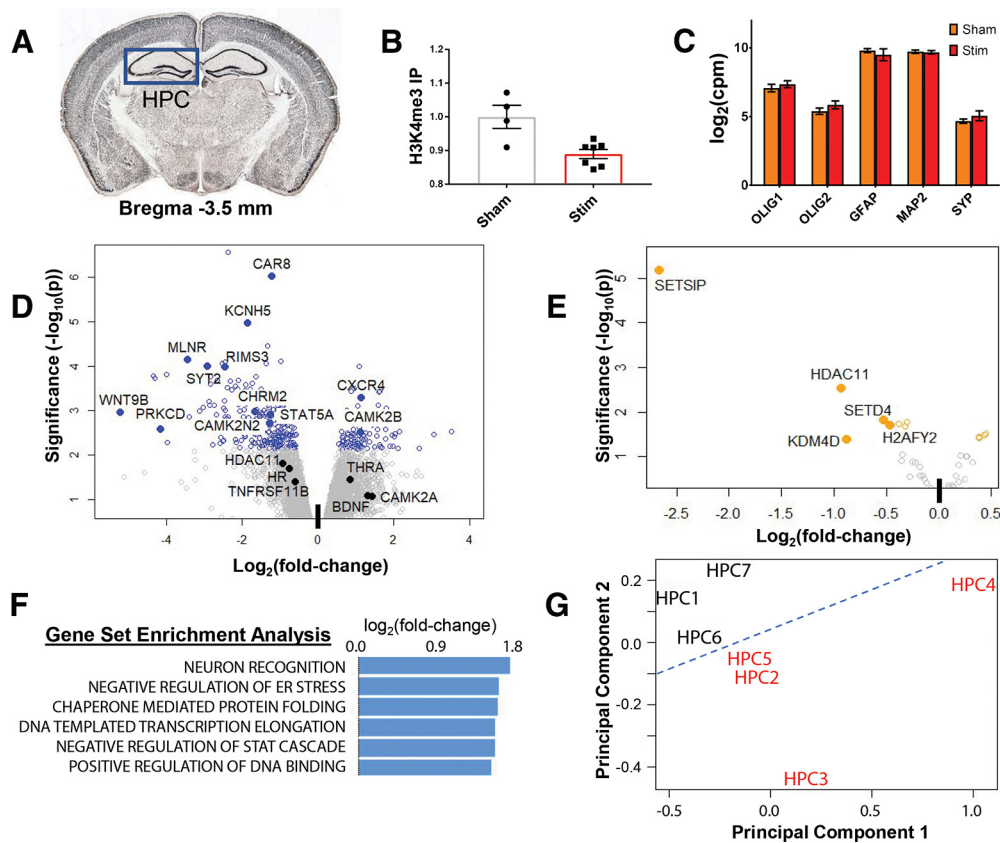 A
HPC
Bregma -3.5 mm
B
H3K4me3 IP
1.2
1.1
1.0
0.9
0.8
Sham
Stim
C
log2(cpm)
10
5
0
Sham
Stim
OLIG1
OLIG2
GFAP
MAP2
SYP
D
Significance (-log10(p))
6
5
4
3
2
1
CAR8
KCNH5
MLNR
RIMS3
SYT2
WNT9B
PRKCD
CHRM2
STAT5A
CAMK2N2
CXCR4
CAMK2B
HDAC11
HR
TNFRSF11B
THRA
BDNF
CAMK2A
-4
-2
0
2
4
Log2(fold-change)
E
Significance (-log10(p))
5
4
3
2
1
SETSIP
HDAC11
SETD4
KDM4D
H2AFY2
-2.5
-2.0
-1.5
-1.0
-0.5
0.0
0.5
Log2(fold-change)
F
Gene Set Enrichment Analysis
log2(fold-change)
0.0
0.9
1.8
NEURON RECOGNITION
NEGATIVE REGULATION OF ER STRESS
CHAPERONE MEDIATED PROTEIN FOLDING
DNA TEMPLATED TRANSCRIPTION ELONGATION
NEGATIVE REGULATION OF STAT CASCADE
POSITIVE REGULATION OF DNA BINDING
G
Principal Component 2
0.2
0.0
-0.2
-0.4
HPC7
HPC1
HPC6
HPC5
HPC2
HPC4
HPC3
-0.5
0.0
0.5
1.0
Principal Component 1